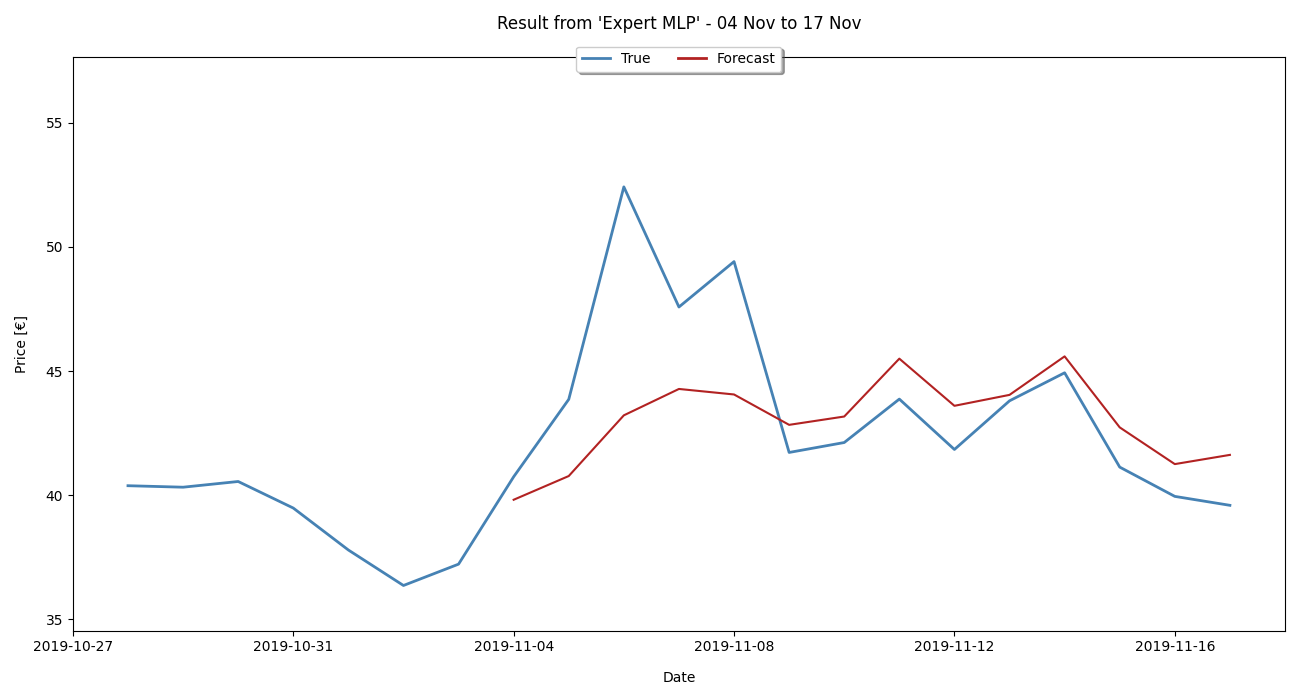 Result from 'Expert MLP' - 04 Nov to 17 Nov
True
Forecast
55
50
45
40
35
Price [€]
2019-10-27
2019-10-31
2019-11-04
2019-11-08
2019-11-12
2019-11-16
Date